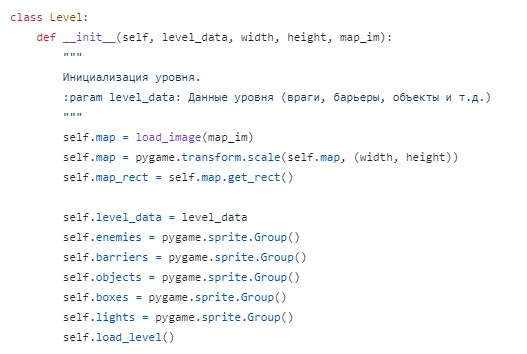 class Level:
    def __init__(self, level_data, width, height, map_im):
        """
        Инициализация уровня.
        :param level_data: Данные уровня (враги, барьеры, объекты и т.д.)
        """
        self.map = load_image(map_im)
        self.map = pygame.transform.scale(self.map, (width, height))
        self.map_rect = self.map.get_rect()

        self.level_data = level_data
        self.enemies = pygame.sprite.Group()
        self.barriers = pygame.sprite.Group()
        self.objects = pygame.sprite.Group()
        self.boxes = pygame.sprite.Group()
        self.lights = pygame.sprite.Group()
        self.load_level()